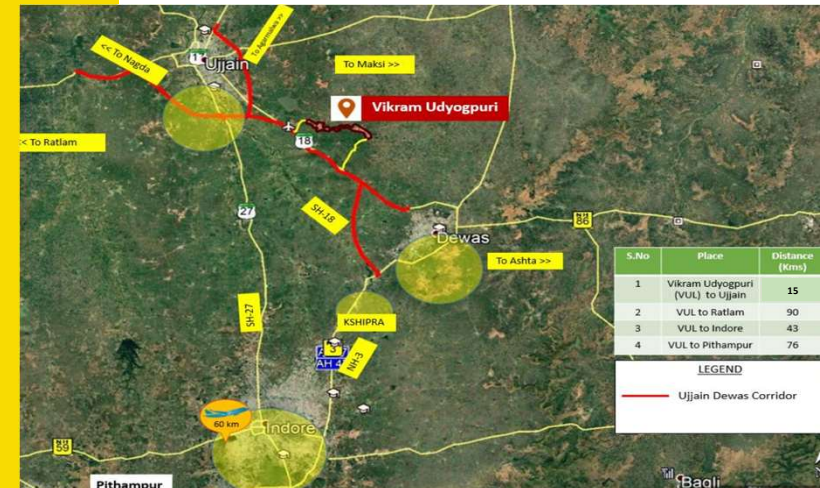 << To Nagda
To Agarmalwa >>
Ujjain
To Maksi >>
Vikram Udyogpuri
18
<< To Ratlam
27
SH-18
86
Dewas
To Ashta >>
KSHIPRA
SH-27
3
NH-3
60 km
Indore
59
Pithampur
Bagli
S.No Place Distance
(Kms)
1 Vikram Udyogpuri
(VUL) to Ujjain 15
2 VUL to Ratlam 90
3 VUL to Indore 43
4 VUL to Pithampur 76
LEGEND
Ujjain Dewas Corridor